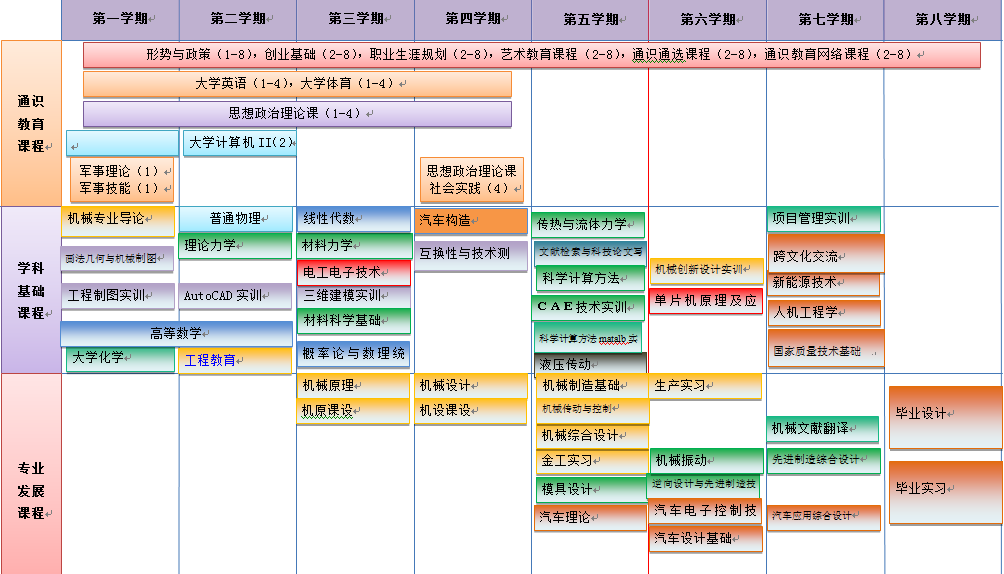 第一学期 第二学期 第三学期 第四学期 第五学期 第六学期 第七学期 第八学期
通识
教育
课程
形势与政策（1-8），创业基础（2-8），职业生涯规划（2-8），艺术教育课程（2-8），通识通选课程（2-8），通识教育网络课程（2-8）
大学英语（1-4），大学体育（1-4）
思想政治理论课（1-4）
大学计算机 II(2)
军事理论（1）
军事技能（1）
思想政治理论课
社会实践（4）
学科
基础
课程
机械专业导论
画法几何与机械制图
工程制图实训
高等数学
大学化学
普通物理
理论力学
AutoCAD 实训
工程教育
线性代数
材料力学
电工电子技术
三维建模实训
材料科学基础
概率论与数理统
汽车构造
互换性与技术测
传热与流体力学
文献检索与科技论文写
科学计算方法
CAE 技术实训
科学计算方法 matalb 实
液压传动
机械创新设计实训
单片机原理及应
项目管理实训
跨文化交流
新能源技术
人机工程学
国家质量技术基础
专业
发展
课程
机械原理
机原课设
机械设计
机设课设
机械制造基础
机械传动与控制
机械综合设计
金工实习
模具设计
汽车理论
生产实习
机械振动
逆向设计与先进制造技
汽车电子控制技
汽车设计基础
机械文献翻译
先进制造综合设计
汽车应用综合设计
毕业设计
毕业实习